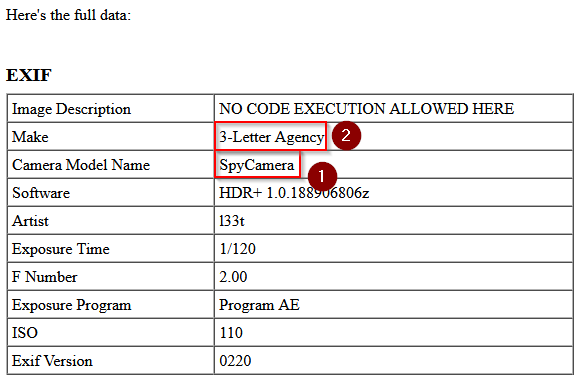 Here's the full data:
EXIF
Image Description NO CODE EXECUTION ALLOWED HERE
Make 3-Letter Agency 2
Camera Model Name SpyCamera 1
Software HDR+ 1.0.188906806z
Artist l33t
Exposure Time 1/120
F Number 2.00
Exposure Program Program AE
ISO 110
Exif Version 0220